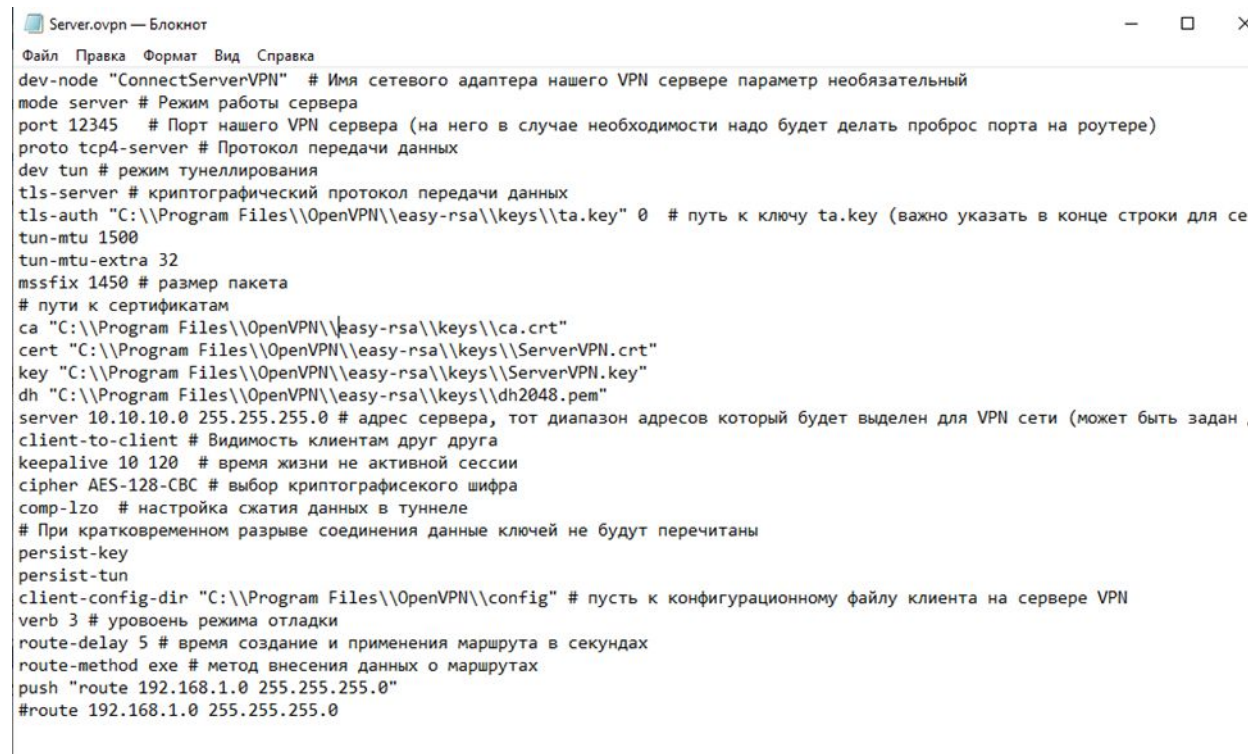 Server.ovpn — Блокнот
Файл Правка Формат Вид Справка
dev-node "ConnectServerVPN"  # Имя сетевого адаптера нашего VPN сервере параметр необязательный
mode server # Режим работы сервера
port 12345   # Порт нашего VPN сервера (на него в случае необходимости надо будет делать проброс порта на роутере)
proto tcp4-server # Протокол передачи данных
dev tun # режим тунеллирования
tls-server # криптографический протокол передачи данных
tls-auth "C:\\Program Files\\OpenVPN\\easy-rsa\\keys\\ta.key" 0  # путь к ключу ta.key (важно указать в конце строки для се
tun-mtu 1500
tun-mtu-extra 32
mssfix 1450 # размер пакета
# пути к сертификатам
ca "C:\\Program Files\\OpenVPN\\easy-rsa\\keys\\ca.crt"
cert "C:\\Program Files\\OpenVPN\\easy-rsa\\keys\\ServerVPN.crt"
key "C:\\Program Files\\OpenVPN\\easy-rsa\\keys\\ServerVPN.key"
dh "C:\\Program Files\\OpenVPN\\easy-rsa\\keys\\dh2048.pem"
server 10.10.10.0 255.255.255.0 # адрес сервера, тот диапазон адресов который будет выделен для VPN сети (может быть задан
client-to-client # Видимость клиентам друг друга
keepalive 10 120  # время жизни не активной сессии
cipher AES-128-CBC # выбор криптографисекого шифра
comp-lzo  # настройка сжатия данных в туннеле
# При кратковременном разрыве соединения данные ключей не будут перечитаны
persist-key
persist-tun
client-config-dir "C:\\Program Files\\OpenVPN\\config" # пусть к конфигурационному файлу клиента на сервере VPN
verb 3 # уровоень режима отладки
route-delay 5 # время создание и применения маршрута в секундах
route-method exe # метод внесения данных о маршрутах
push "route 192.168.1.0 255.255.255.0"
#route 192.168.1.0 255.255.255.0